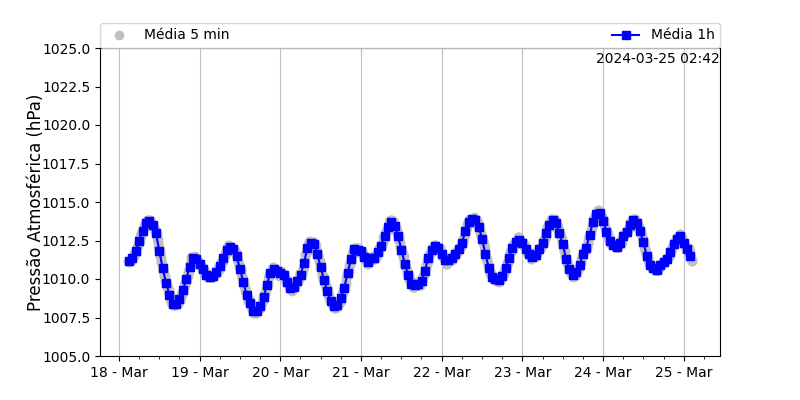 Média 5 min
Média 1h
2024-03-25 02:42
Pressão Atmosférica (hPa)
1025.0
1022.5
1020.0
1017.5
1015.0
1012.5
1010.0
1007.5
1005.0
18 - Mar
19 - Mar
20 - Mar
21 - Mar
22 - Mar
23 - Mar
24 - Mar
25 - Mar